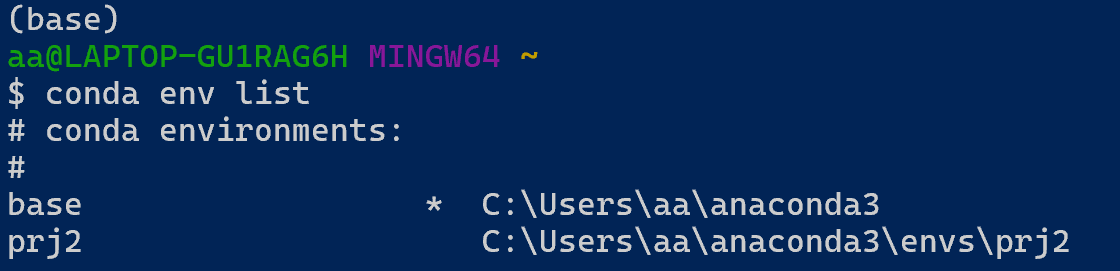 (base)
aa@LAPTOP-GU1RAG6H MINGW64 ~
$ conda env list
# conda environments:
#
base                  *  C:\Users\aa\anaconda3
prj2                     C:\Users\aa\anaconda3\envs\prj2